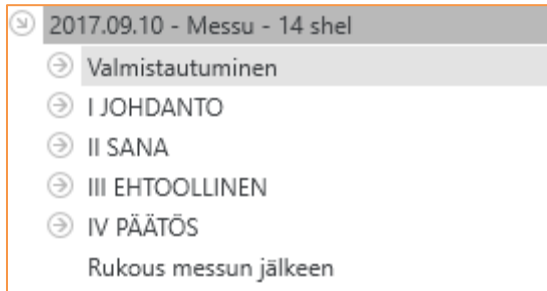 2017.09.10 - Messu - 14 shel
Valmistautuminen
I JOHDANTO
II SANA
III EHTOOLLINEN
IV PÄÄTÖS
Rukous messun jälkeen